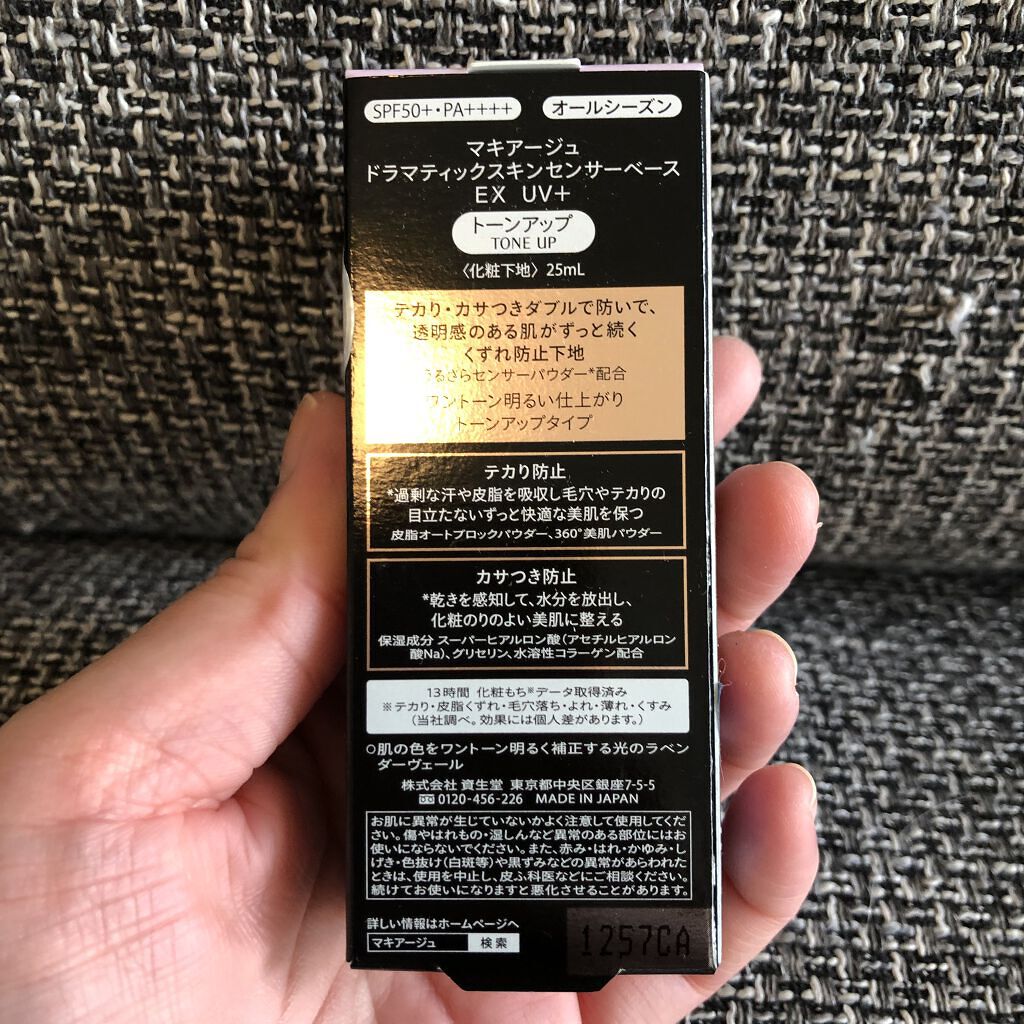 SPF50+・PA++++ オールシーズン
マキアージュ
ドラマティックスキンセンサーベース
EX UV+
トーンアップ
TONE UP
〈化粧下地〉25mL
テカリ・カサつきダブルで防いで、
透明感のある肌がずっと続く
くずれ防止下地
うるさらセンサーパウダー*配合
ワントーン明るい仕上がり
トーンアップタイプ
テカり防止
*過剰な汗や皮脂を吸収し毛穴やテカりの
目立たないずっと快適な美肌を保つ
皮脂オートブロックパウダー、360°美肌パウダー
カサつき防止
*乾きを感知して、水分を放出し、
化粧のりのよい美肌に整える
保湿成分 スーパーヒアルロン酸（アセチルヒアルロン
酸Na）、グリセリン、水溶性コラーゲン配合
13時間 化粧もち※データ取得済み
※テカリ・皮脂くずれ・毛穴落ち・よれ・薄れ・くすみ
（当社調べ。効果には個人差があります。）
○肌の色をワントーン明るく補正する光のラベン
ダーヴェール
株式会社 資生堂 東京都中央区銀座7-5-5
0120-456-226 MADE IN JAPAN
お肌に異常が生じていないかよく注意して使用してくだ
さい。傷やはれもの・湿しんなど異常のある部位にはお
使いにならないでください。また、赤み・はれ・かゆみ・し
げき・色抜け（白斑等）や黒ずみなどの異常があらわれた
ときは、使用を中止し、皮ふ科医などにご相談ください。
続けてお使いになりますと悪化させることがあります。
詳しい情報はホームページへ
マキアージュ 検索
1257CA